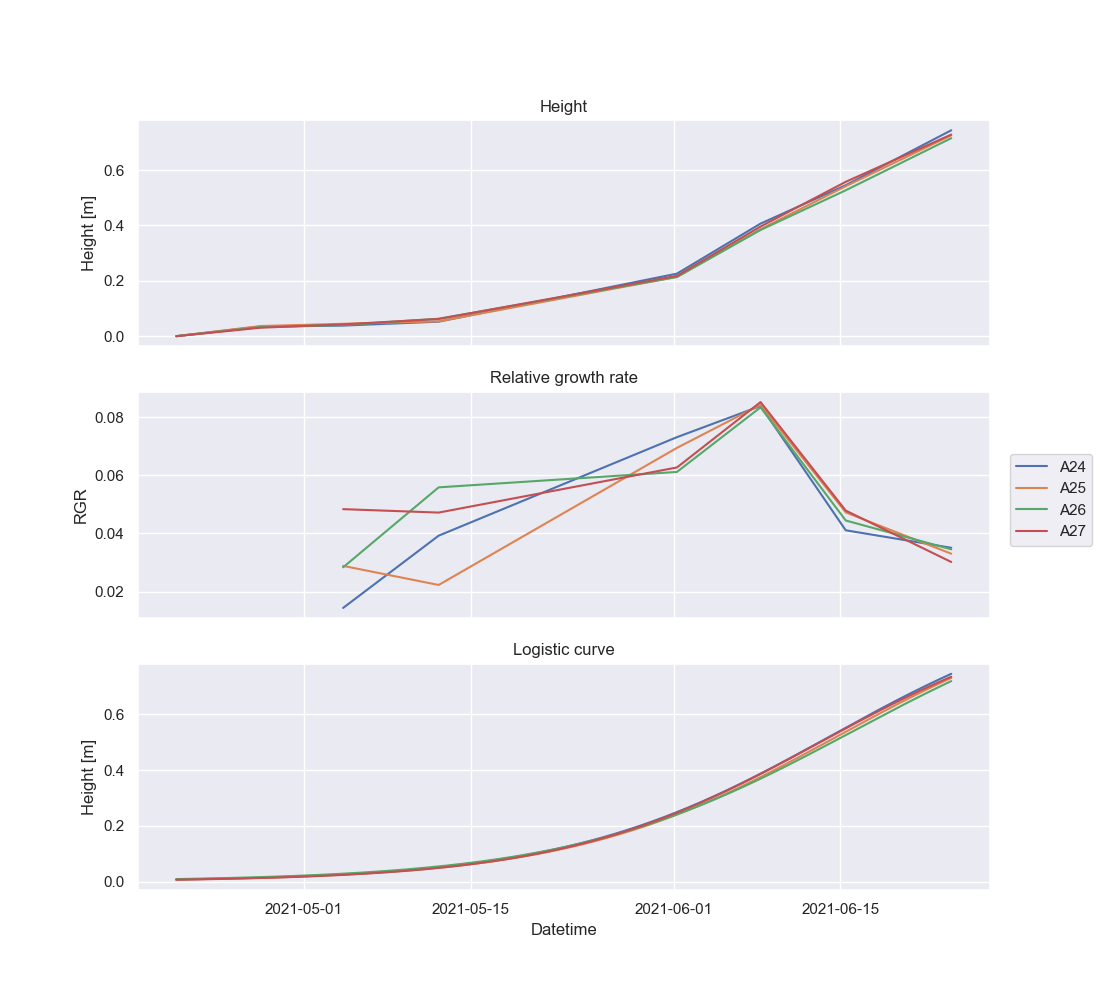 Height
Height [m]
0.6
0.4
0.2
0.0
Relative growth rate
RGR
0.08
0.06
0.04
0.02
A24
A25
A26
A27
Logistic curve
Height [m]
0.6
0.4
0.2
0.0
2021-05-01 2021-05-15 2021-06-01 2021-06-15
Datetime